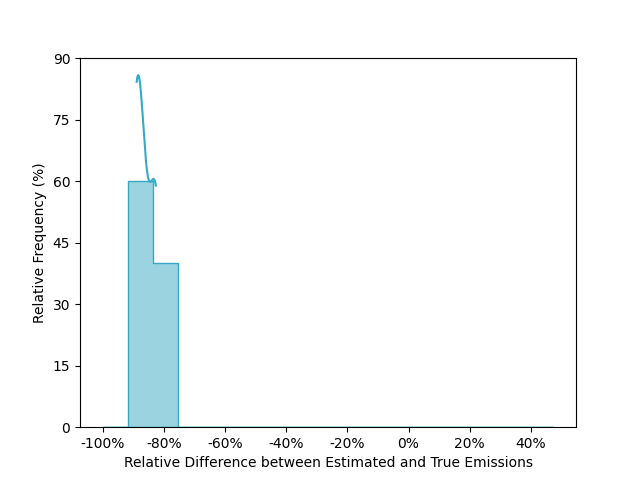 90
75
60
45
30
15
0
Relative Frequency (%)
-100% -80% -60% -40% -20% 0% 20% 40%
Relative Difference between Estimated and True Emissions